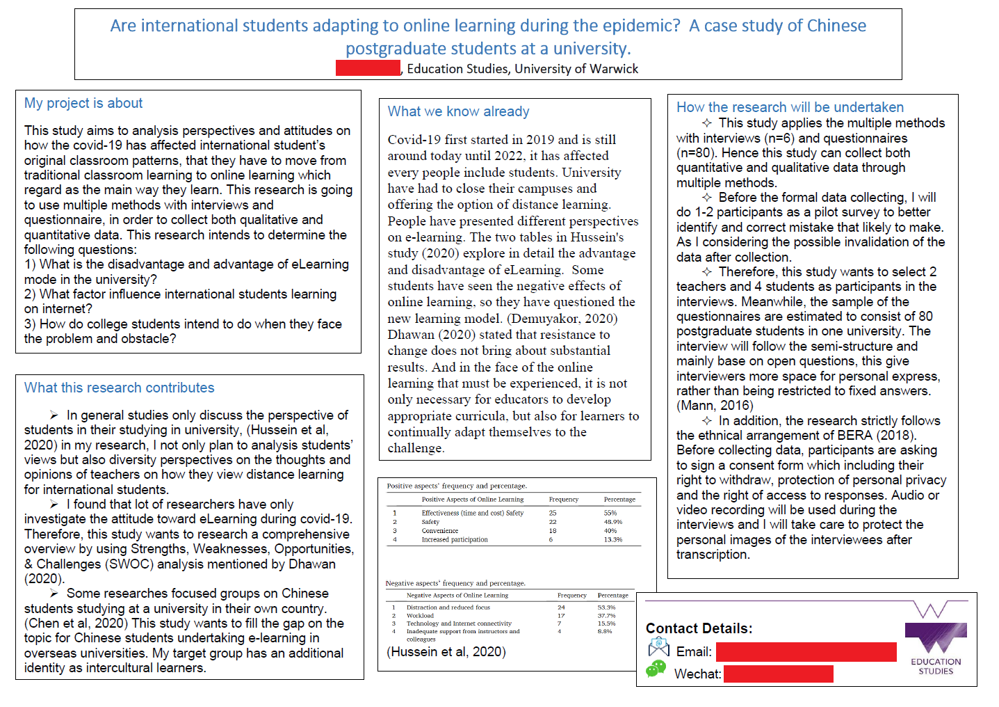 Are international students adapting to online learning during the epidemic?  A case study of Chinese
postgraduate students at a university.
, Education Studies, University of Warwick
My project is about
This study aims to analysis perspectives and attitudes on
how the covid-19 has affected international student's
original classroom patterns, that they have to move from
traditional classroom learning to online learning which
regard as the main way they learn. This research is going
to use multiple methods with interviews and
questionnaire, in order to collect both qualitative and
quantitative data. This research intends to determine the
following questions:
1) What is the disadvantage and advantage of eLearning
mode in the university?
2) What factor influence international students learning
on internet?
3) How do college students intend to do when they face
the problem and obstacle?
What this research contributes
➢ In general studies only discuss the perspective of
students in their studying in university, (Hussein et al,
2020) in my research, I not only plan to analysis students'
views but also diversity perspectives on the thoughts and
opinions of teachers on how they view distance learning
for international students.
➢ I found that lot of researchers have only
investigate the attitude toward eLearning during covid-19.
Therefore, this study wants to research a comprehensive
overview by using Strengths, Weaknesses, Opportunities,
& Challenges (SWOC) analysis mentioned by Dhawan
(2020).
➢ Some researches focused groups on Chinese
students studying at a university in their own country.
(Chen et al, 2020) This study wants to fill the gap on the
topic for Chinese students undertaking e-learning in
overseas universities. My target group has an additional
identity as intercultural learners.
What we know already
Covid-19 first started in 2019 and is still
around today until 2022, it has affected
every people include students. University
have had to close their campuses and
offering the option of distance learning.
People have presented different perspectives
on e-learning. The two tables in Hussein's
study (2020) explore in detail the advantage
and disadvantage of eLearning.  Some
students have seen the negative effects of
online learning, so they have questioned the
new learning model. (Demuyakor, 2020)
Dhawan (2020) stated that resistance to
change does not bring about substantial
results. And in the face of the online
learning that must be experienced, it is not
only necessary for educators to develop
appropriate curricula, but also for learners to
continually adapt themselves to the
challenge.
Positive aspects' frequency and percentage.
Positive Aspects of Online Learning Frequency Percentage
1 Effectiveness (time and cost) Safety 25 55%
2 Safety 22 48.9%
3 Convenience 18 40%
4 Increased participation 6 13.3%
Negative aspects' frequency and percentage.
Negative Aspects of Online Learning Frequency Percentage
1 Distraction and reduced focus 24 53.3%
2 Workload 17 37.7%
3 Technology and Internet connectivity 7 15.5%
4 Inadequate support from instructors and 4 8.8%
colleagues
(Hussein et al, 2020)
How the research will be undertaken
✧ This study applies the multiple methods
with interviews (n=6) and questionnaires
(n=80). Hence this study can collect both
quantitative and qualitative data through
multiple methods.
✧ Before the formal data collecting, I will
do 1-2 participants as a pilot survey to better
identify and correct mistake that likely to make.
As I considering the possible invalidation of the
data after collection.
✧ Therefore, this study wants to select 2
teachers and 4 students as participants in the
interviews. Meanwhile, the sample of the
questionnaires are estimated to consist of 80
postgraduate students in one university. The
interview will follow the semi-structure and
mainly base on open questions, this give
interviewers more space for personal express,
rather than being restricted to fixed answers.
(Mann, 2016)
✧ In addition, the research strictly follows
the ethnical arrangement of BERA (2018).
Before collecting data, participants are asking
to sign a consent form which including their
right to withdraw, protection of personal privacy
and the right of access to responses. Audio or
video recording will be used during the
interviews and I will take care to protect the
personal images of the interviewees after
transcription.
Contact Details:
Email:
Wechat:
EDUCATION
STUDIES